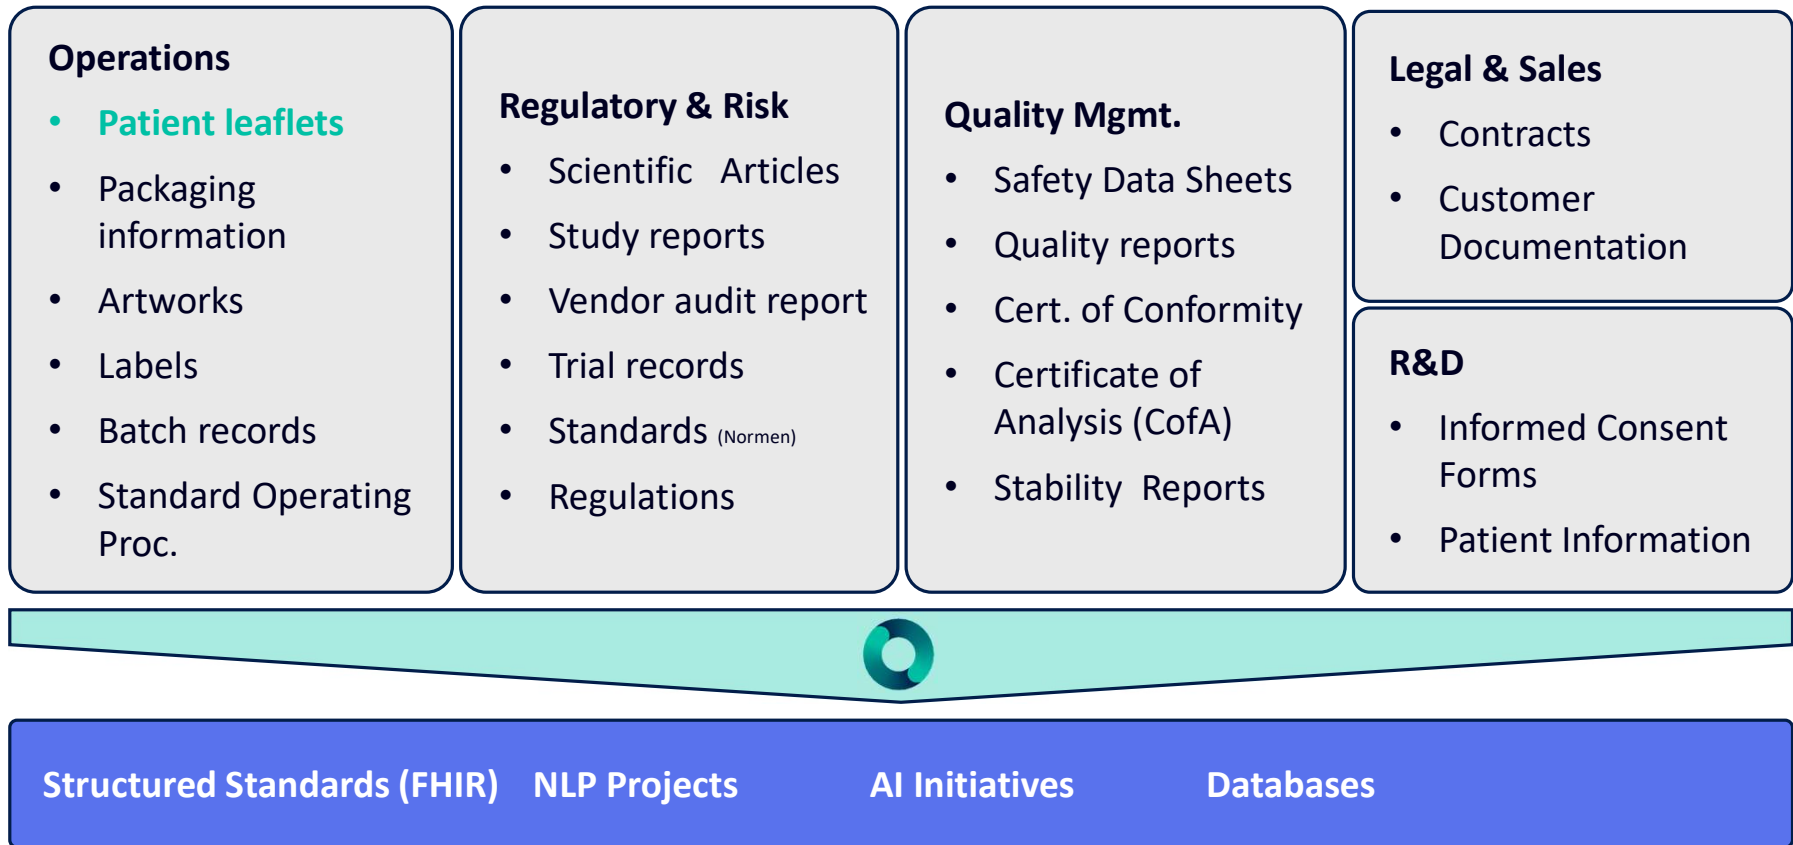 Operations
• Patient leaflets
• Packaging
information
• Artworks
• Labels
• Batch records
• Standard Operating
Proc.
Regulatory & Risk
• Scientific Articles
• Study reports
• Vendor audit report
• Trial records
• Standards (Normen)
• Regulations
Quality Mgmt.
• Safety Data Sheets
• Quality reports
• Cert. of Conformity
• Certificate of
Analysis (CofA)
• Stability Reports
Legal & Sales
• Contracts
• Customer
Documentation
R&D
• Informed Consent
Forms
• Patient Information
Structured Standards (FHIR) NLP Projects AI Initiatives Databases